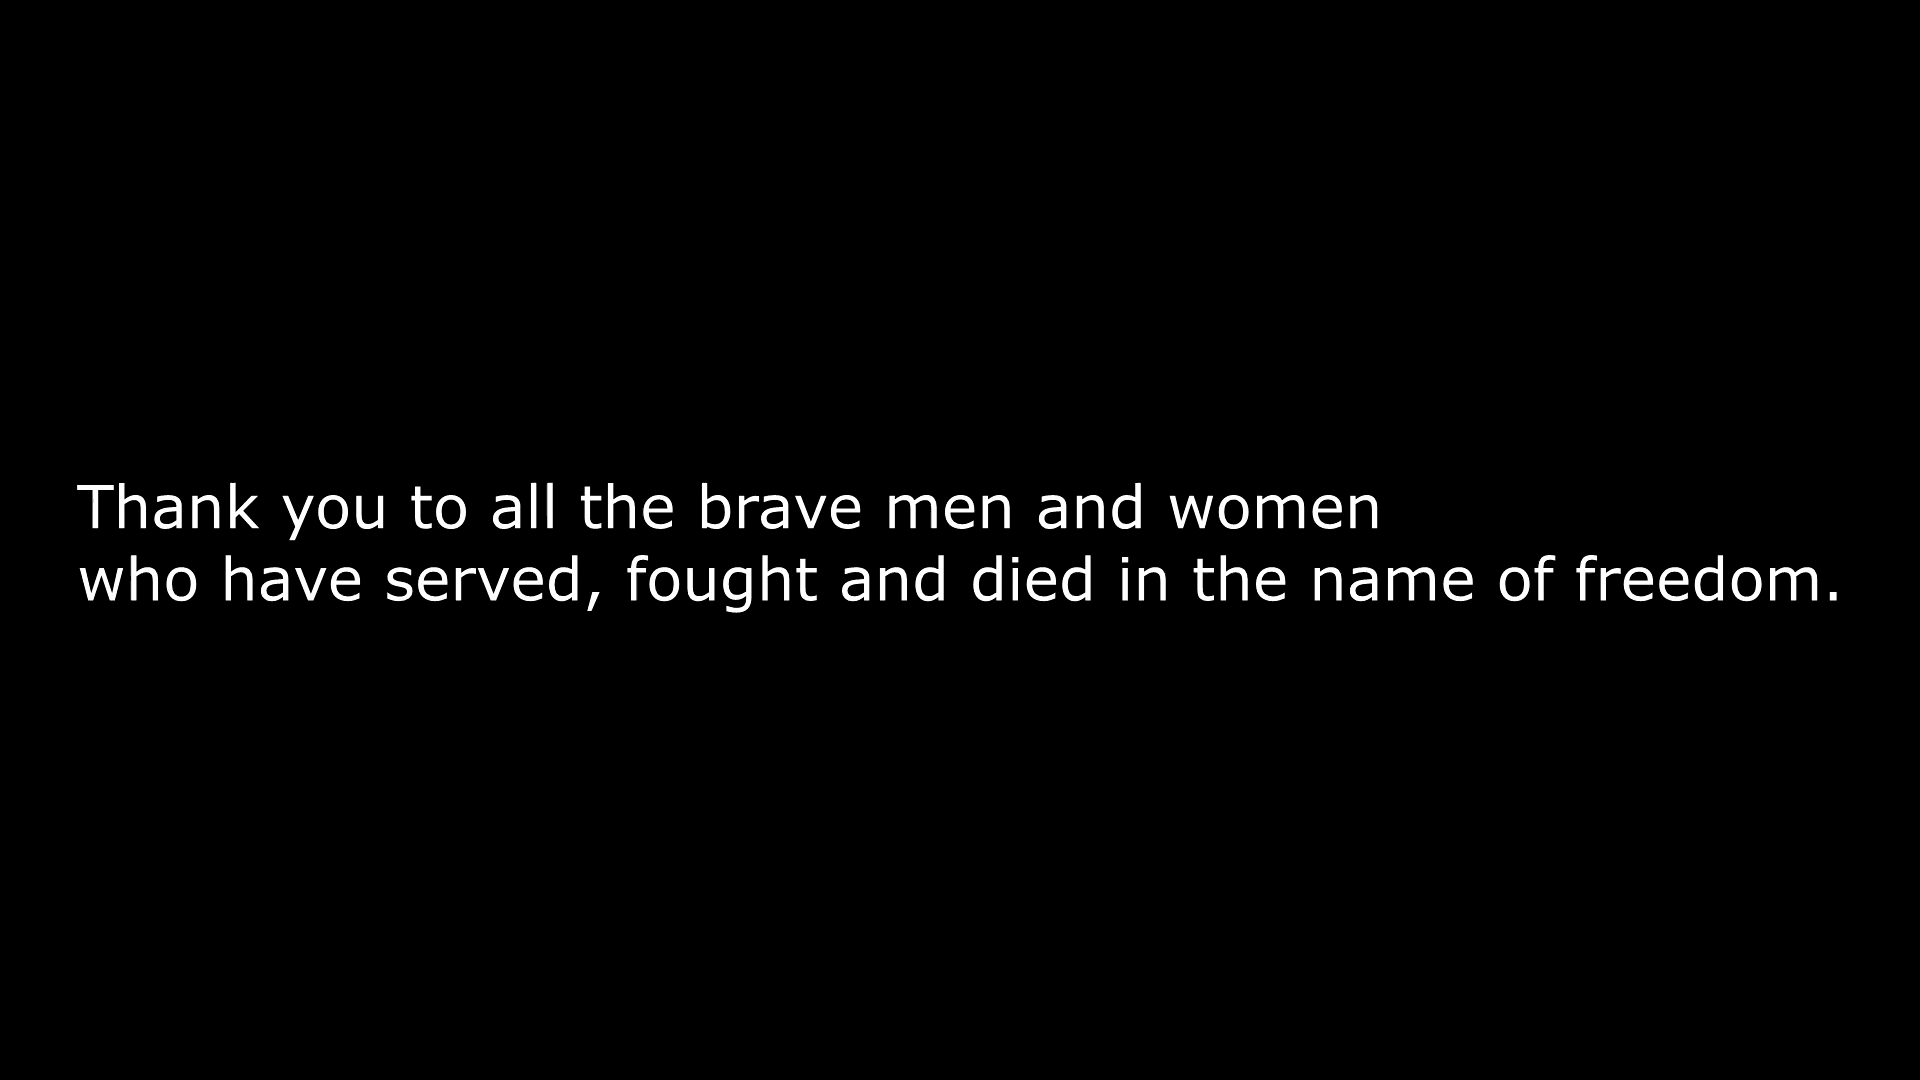 Thank you to all the brave men and women
who have served, fought and died in the name of freedom.